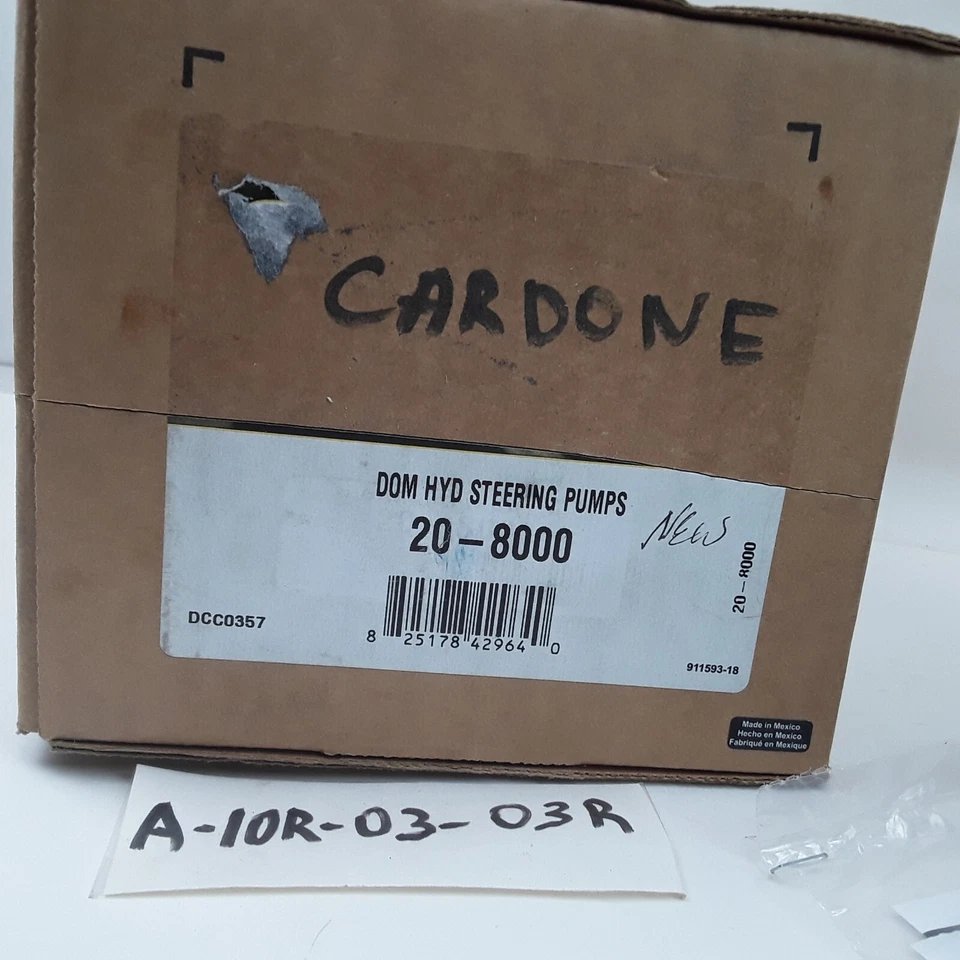 CARDONE
DOM HYD STEERING PUMPS
20-8000
NEW
20-8000
DCC0357
8 25178 42964 0
911593-18
Made in Mexico
Hecho en Mexico
Fabriqué en Mexique
A-10R-03-03R